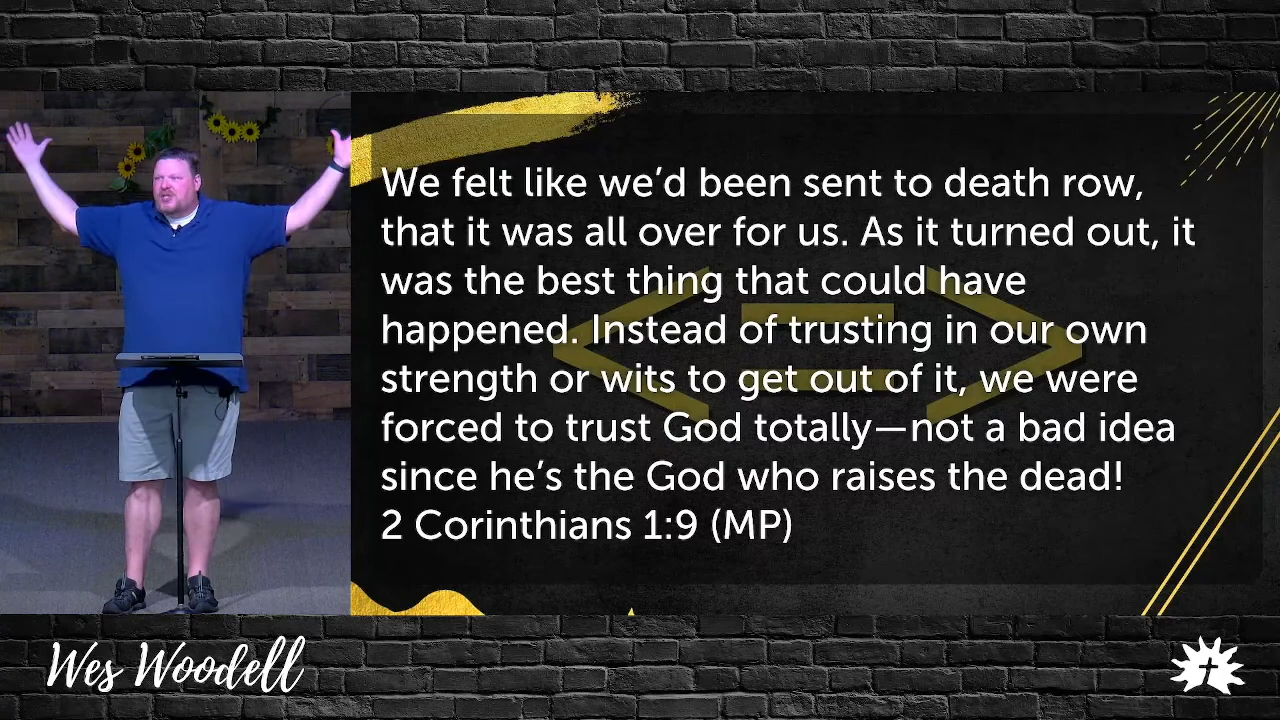 We felt like we’d been sent to death row,
that it was all over for us. As it turned out, it
was the best thing that could have
happened. Instead of trusting in our own
strength or wits to get out of it, we were
forced to trust God totally—not a bad idea
since he’s the God who raises the dead!
2 Corinthians 1:9 (MP)
Wes Woodell